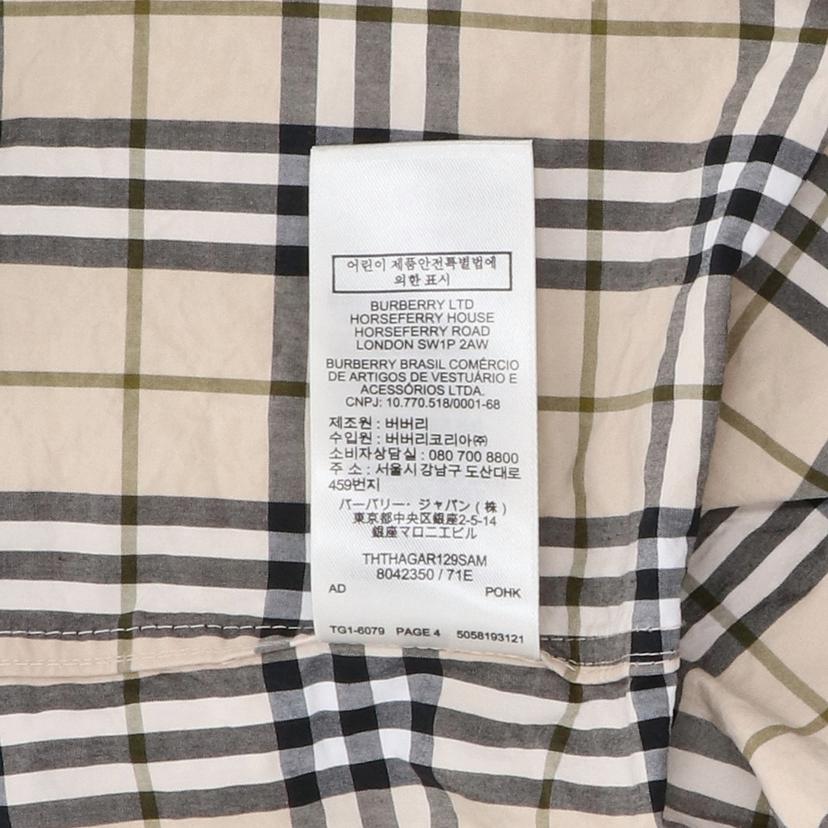 어린이 제품안전특별법에
의한 표시
BURBERRY LTD
HORSEFERRY HOUSE
HORSEFERRY ROAD
LONDON SW1P 2AW
BURBERRY BRASIL COMÉRCIO
DE ARTIGOS DE VESTUÁRIO E
ACESSÓRIOS LTDA.
CNPJ: 10.770.518/0001-68
제조원 : 버버리
수입원 : 버버리코리아㈜
소비자상담실 : 080 700 8800
주 소 : 서울시 강남구 도산대로
459번지
バーバリー・ジャパン(株)
東京都中央区銀座2-5-14
銀座マロニエビル
THTHAGAR129SAM
8042350 / 71E
AD POHK
TG1-6079 PAGE 4 5058193121